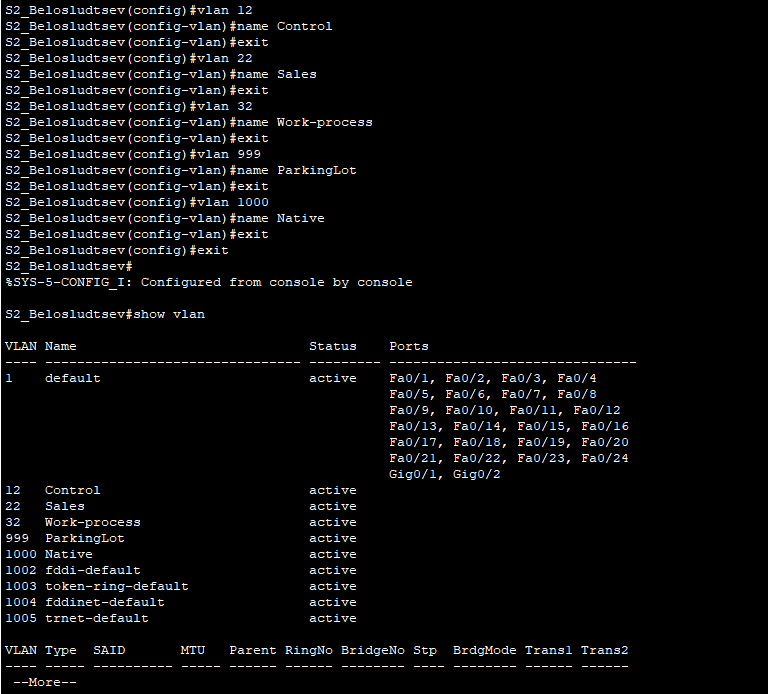 S2_Belosludtsev(config)#vlan 12
S2_Belosludtsev(config-vlan)#name Control
S2_Belosludtsev(config-vlan)#exit
S2_Belosludtsev(config)#vlan 22
S2_Belosludtsev(config-vlan)#name Sales
S2_Belosludtsev(config-vlan)#exit
S2_Belosludtsev(config)#vlan 32
S2_Belosludtsev(config-vlan)#name Work-process
S2_Belosludtsev(config-vlan)#exit
S2_Belosludtsev(config)#vlan 999
S2_Belosludtsev(config-vlan)#name ParkingLot
S2_Belosludtsev(config-vlan)#exit
S2_Belosludtsev(config)#vlan 1000
S2_Belosludtsev(config-vlan)#name Native
S2_Belosludtsev(config-vlan)#exit
S2_Belosludtsev(config)#exit
S2_Belosludtsev#
%SYS-5-CONFIG_I: Configured from console by console

S2_Belosludtsev#show vlan

VLAN Name                             Status    Ports
---- -------------------------------- --------- -------------------------------
1    default                          active    Fa0/1, Fa0/2, Fa0/3, Fa0/4
                                                Fa0/5, Fa0/6, Fa0/7, Fa0/8
                                                Fa0/9, Fa0/10, Fa0/11, Fa0/12
                                                Fa0/13, Fa0/14, Fa0/15, Fa0/16
                                                Fa0/17, Fa0/18, Fa0/19, Fa0/20
                                                Fa0/21, Fa0/22, Fa0/23, Fa0/24
                                                Gig0/1, Gig0/2
12   Control                          active
22   Sales                            active
32   Work-process                     active
999  ParkingLot                       active
1000 Native                           active
1002 fddi-default                     active
1003 token-ring-default               active
1004 fddinet-default                  active
1005 trnet-default                    active

VLAN Type  SAID       MTU   Parent RingNo BridgeNo Stp  BrdgMode Trans1 Trans2
---- ----- ---------- ----- ------ ------ -------- ---- -------- ------ ------
 --More--